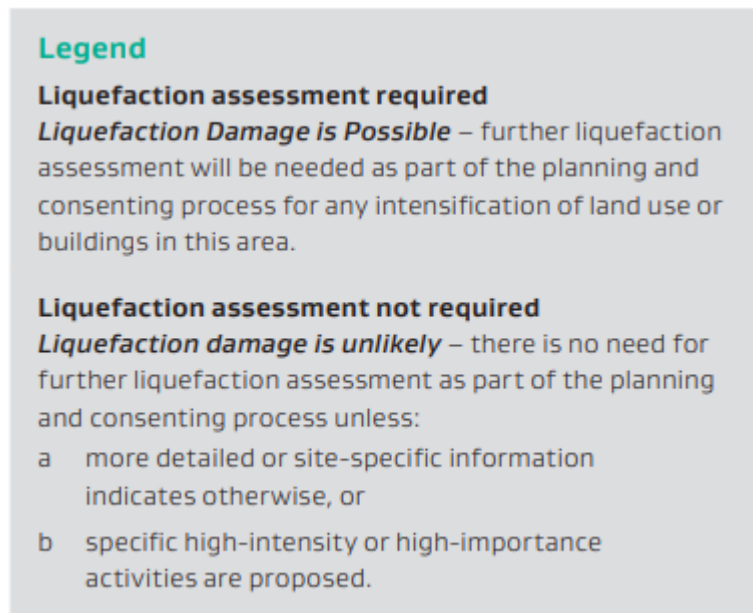 Legend
Liquefaction assessment required
Liquefaction Damage is Possible – further liquefaction
assessment will be needed as part of the planning and
consenting process for any intensification of land use or
buildings in this area.
Liquefaction assessment not required
Liquefaction damage is unlikely – there is no need for
further liquefaction assessment as part of the planning
and consenting process unless:
a more detailed or site-specific information
indicates otherwise, or
b specific high-intensity or high-importance
activities are proposed.